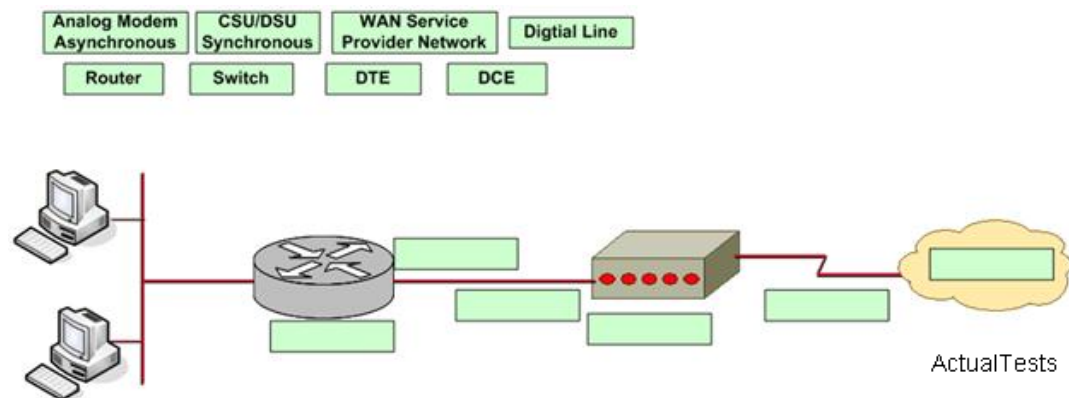 Analog Modem
Asynchronous
CSU/DSU
Synchronous
WAN Service
Provider Network
Digtial Line
Router
Switch
DTE
DCE
ActualTests